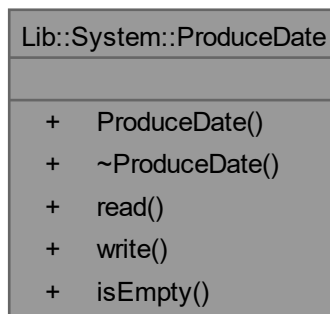 Lib::System::ProduceDate
+ ProduceDate()
+ ~ProduceDate()
+ read()
+ write()
+ isEmpty()